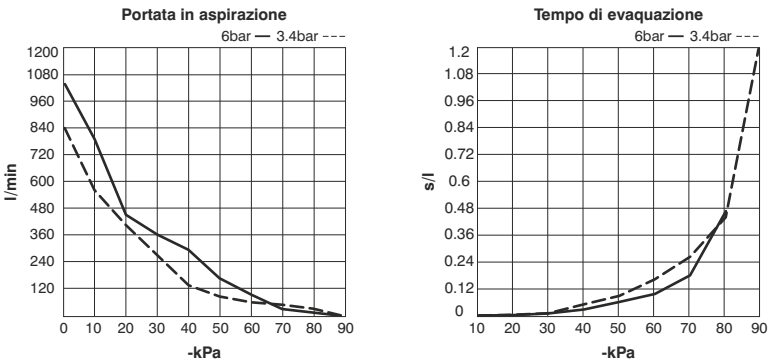 Portata in aspirazione
6bar 3.4bar
1200
1080
960
840
720
600
480
360
240
120
l/min
0 10 20 30 40 50 60 70 80 90
-kPa
Tempo di evaquazione
6bar 3.4bar
1.2
1.08
0.96
0.84
0.72
0.6
0.48
0.36
0.24
0.12
0
s/l
10 20 30 40 50 60 70 80 90
-kPa